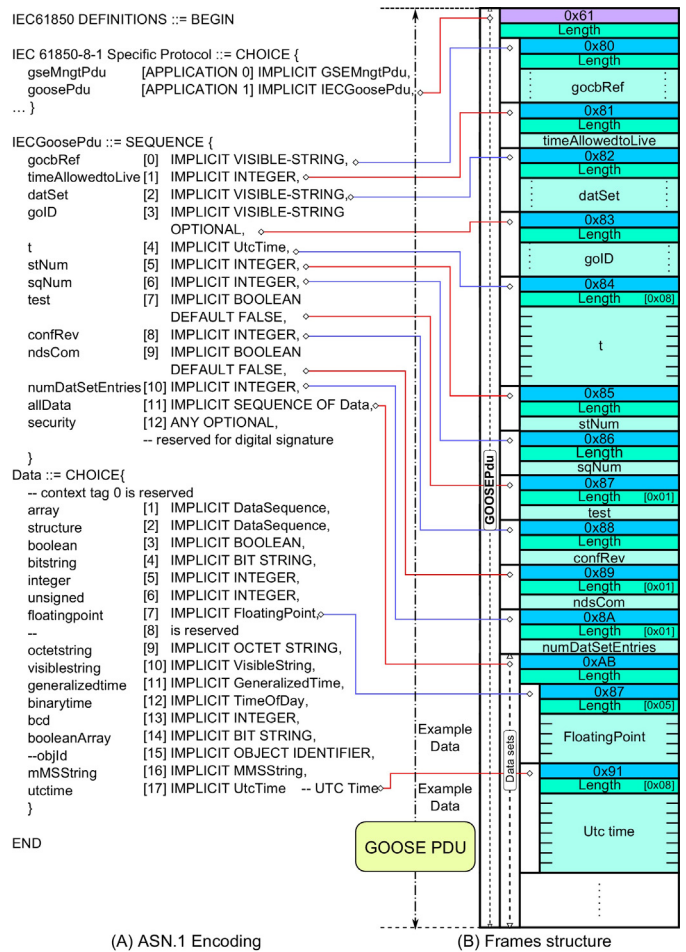 IEC61850 DEFINITIONS ::= BEGIN
IEC 61850-8-1 Specific Protocol ::= CHOICE {
gseMngtPdu [APPLICATION 0] IMPLICIT GSEMngtPdu,
goosePdu [APPLICATION 1] IMPLICIT IECGoosePdu,
... }
IECGoosePdu ::= SEQUENCE {
gocbRef [0] IMPLICIT VISIBLE-STRING,
timeAllowedtoLive [1] IMPLICIT INTEGER,
datSet [2] IMPLICIT VISIBLE-STRING,
goID [3] IMPLICIT VISIBLE-STRING
OPTIONAL,
t [4] IMPLICIT UtcTime,
stNum [5] IMPLICIT INTEGER,
sqNum [6] IMPLICIT INTEGER,
test [7] IMPLICIT BOOLEAN
DEFAULT FALSE,
confRev [8] IMPLICIT INTEGER,
ndsCom [9] IMPLICIT BOOLEAN
DEFAULT FALSE,
numDatSetEntries [10] IMPLICIT INTEGER,
allData [11] IMPLICIT SEQUENCE OF Data,
security [12] ANY OPTIONAL,
-- reserved for digital signature
}
Data ::= CHOICE{
-- context tag 0 is reserved
array [1] IMPLICIT DataSequence,
structure [2] IMPLICIT DataSequence,
boolean [3] IMPLICIT BOOLEAN,
bitstring [4] IMPLICIT BIT STRING,
integer [5] IMPLICIT INTEGER,
unsigned [6] IMPLICIT INTEGER,
floatingpoint [7] IMPLICIT FloatingPoint,
-- [8] is reserved
octetstring [9] IMPLICIT OCTET STRING,
visiblestring [10] IMPLICIT VisibleString,
generalizedtime [11] IMPLICIT GeneralizedTime,
binarytime [12] IMPLICIT TimeOfDay,
bcd [13] IMPLICIT INTEGER,
booleanArray [14] IMPLICIT BIT STRING,
--objId [15] IMPLICIT OBJECT IDENTIFIER,
mMSString [16] IMPLICIT MMSString,
utctime [17] IMPLICIT UtcTime -- UTC Time
}
END
Example
Data
Example
Data
GOOSE PDU
GOOSEPdu
Data sets
0x61
Length
0x80
Length
gocbRef
0x81
Length
timeAllowedtoLive
0x82
Length
datSet
0x83
Length
goID
0x84
Length [0x08]
t
0x85
Length
stNum
0x86
Length
sqNum
0x87
Length [0x01]
test
0x88
Length
confRev
0x89
Length [0x01]
ndsCom
0x8A
Length [0x01]
numDatSetEntries
0xAB
Length
0x87
Length [0x05]
FloatingPoint
0x91
Length [0x08]
Utc time
(A) ASN.1 Encoding
(B) Frames structure